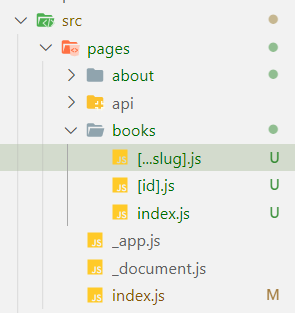 src
pages
about
api
books
[...slug].js U
[id].js U
index.js U
_app.js
_document.js
index.js M